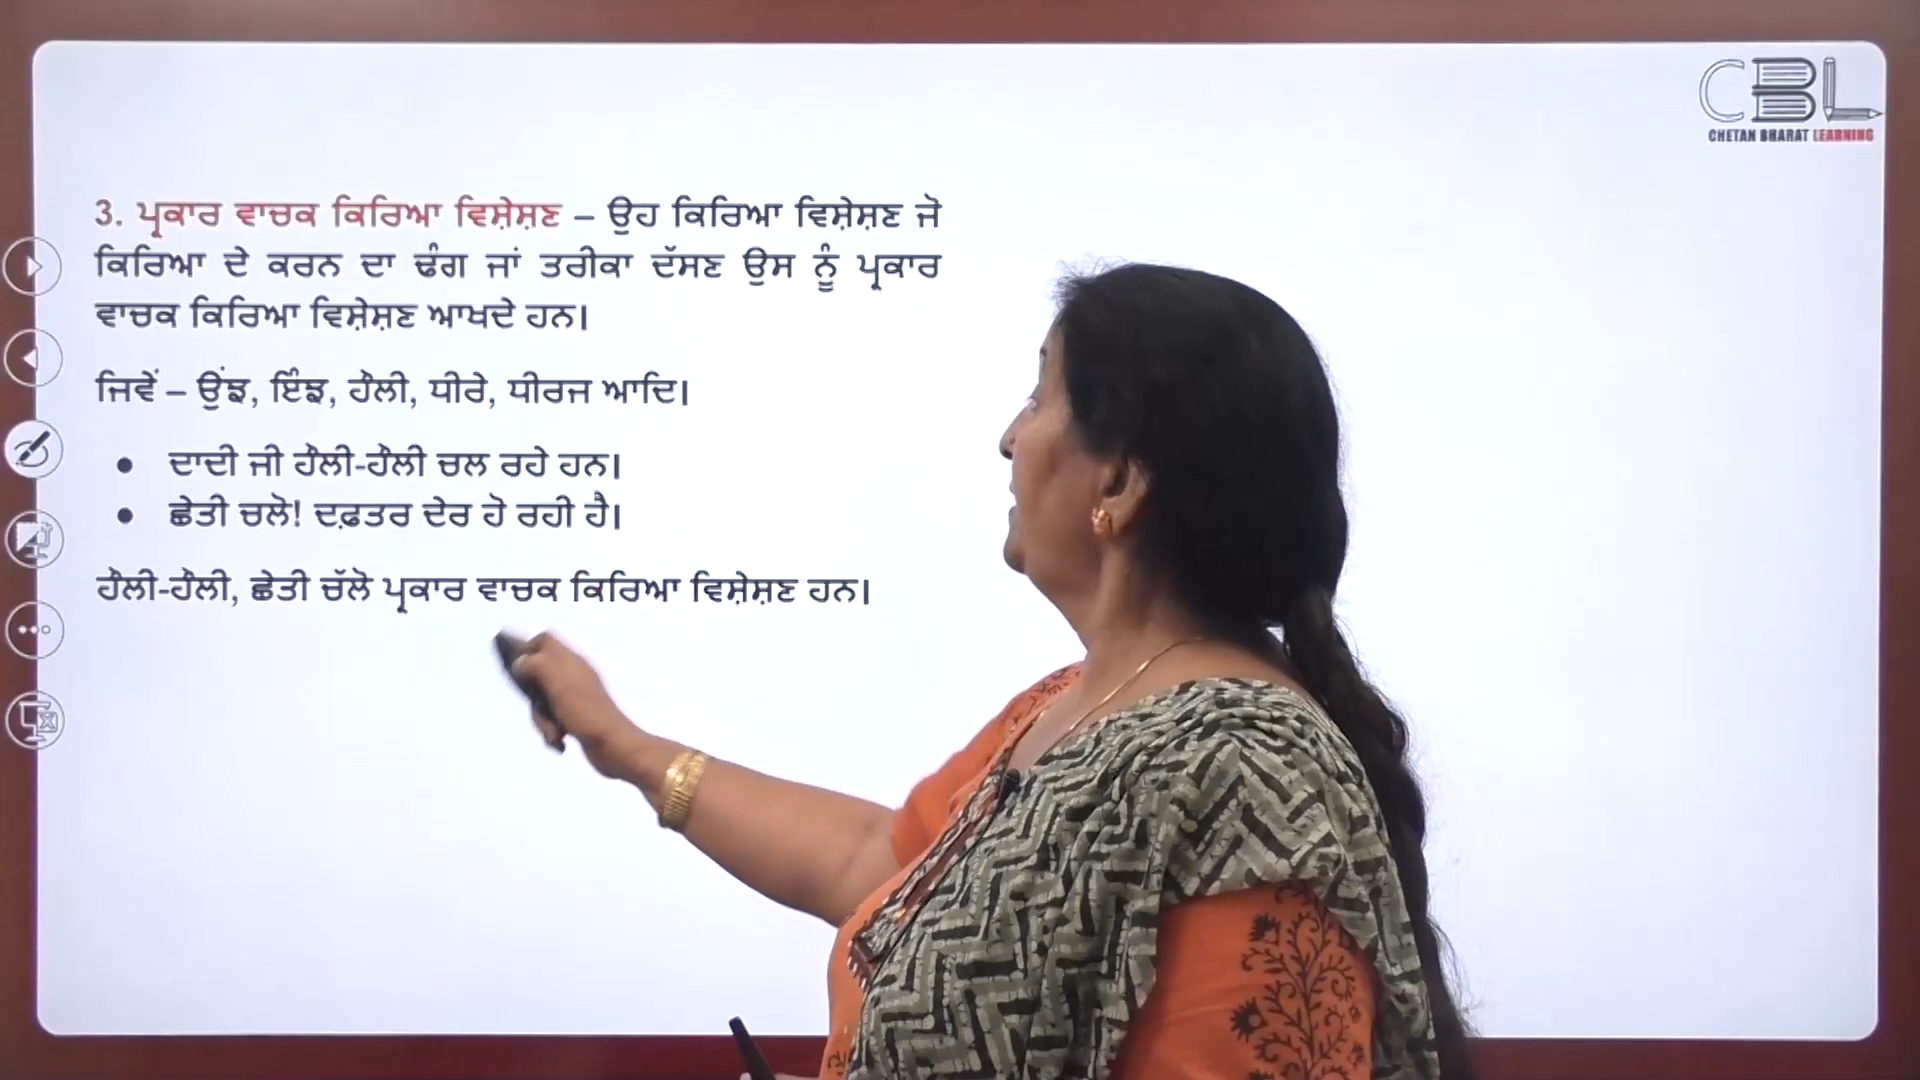 CBL
CHETAN BHARAT LEARNING
3. ਪ੍ਰਕਾਰ ਵਾਚਕ ਕਿਰਿਆ ਵਿਸ਼ੇਸ਼ਣ – ਉਹ ਕਿਰਿਆ ਵਿਸ਼ੇਸ਼ਣ ਜੋ
ਕਿਰਿਆ ਦੇ ਕਰਨ ਦਾ ਢੰਗ ਜਾਂ ਤਰੀਕਾ ਦੱਸਣ ਉਸ ਨੂੰ ਪ੍ਰਕਾਰ
ਵਾਚਕ ਕਿਰਿਆ ਵਿਸ਼ੇਸ਼ਣ ਆਖਦੇ ਹਨ।
ਜਿਵੇਂ – ਉਂਝ, ਇੰਝ, ਹੌਲੀ, ਧੀਰੇ, ਧੀਰਜ ਆਦਿ।
• ਦਾਦੀ ਜੀ ਹੌਲੀ-ਹੌਲੀ ਚਲ ਰਹੇ ਹਨ।
• ਛੇਤੀ ਚਲੋ! ਦਫ਼ਤਰ ਦੇਰ ਹੋ ਰਹੀ ਹੈ।
ਹੌਲੀ-ਹੌਲੀ, ਛੇਤੀ ਚੱਲੋ ਪ੍ਰਕਾਰ ਵਾਚਕ ਕਿਰਿਆ ਵਿਸ਼ੇਸ਼ਣ ਹਨ।